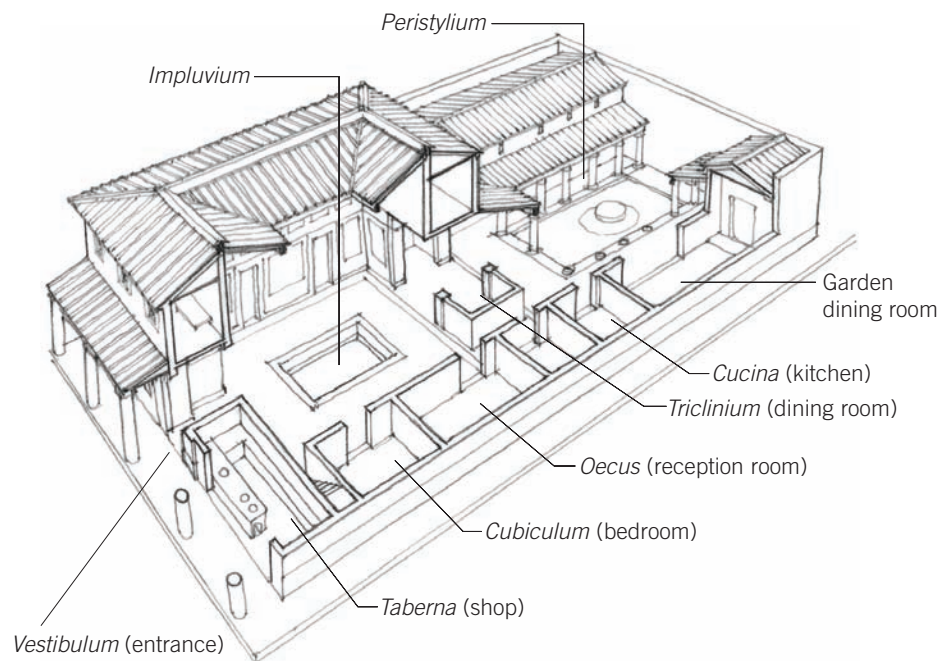 Peristylium
Impluvium
Garden
dining room
Cucina (kitchen)
Triclinium (dining room)
Oecus (reception room)
Cubiculum (bedroom)
Taberna (shop)
Vestibulum (entrance)